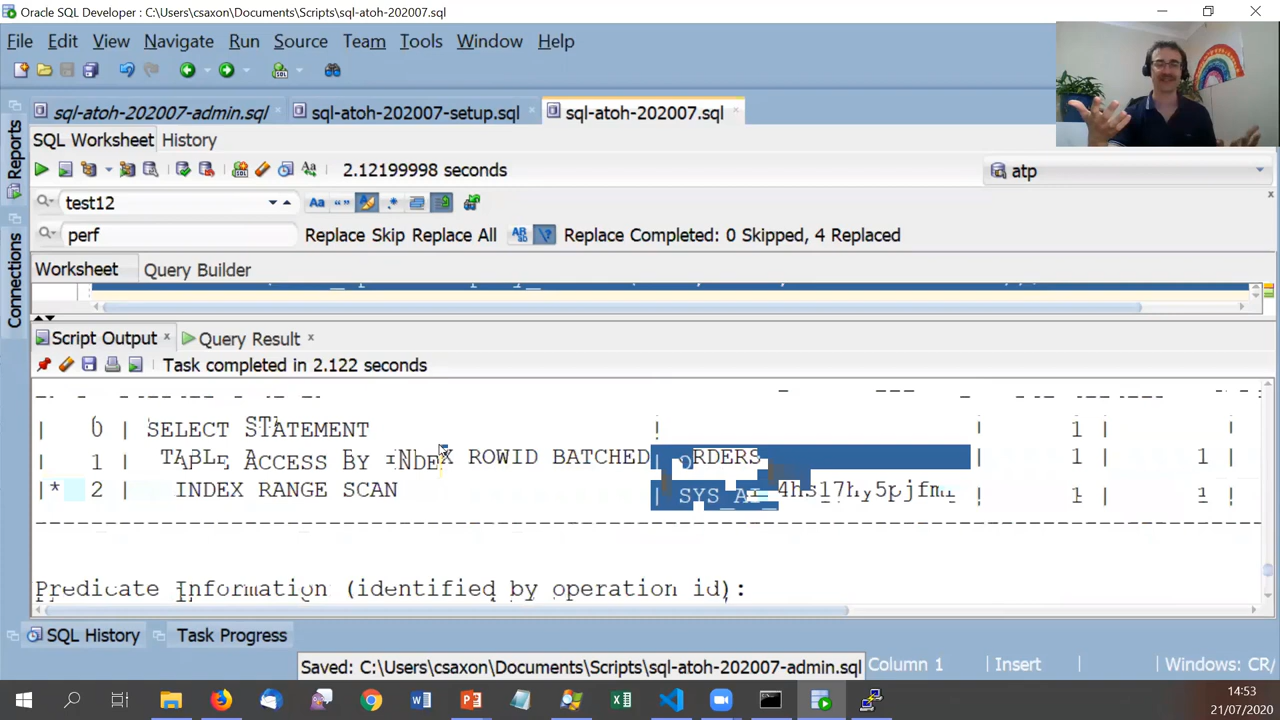 Oracle SQL Developer : C:\Users\csaxon\Documents\Scripts\sql-atoh-202007.sql
File Edit View Navigate Run Source Team Tools Window Help
sql-atoh-202007-admin.sql sql-atoh-202007-setup.sql sql-atoh-202007.sql
SQL Worksheet History
2.12199998 seconds atp
test12
perf Replace Skip Replace All Replace Completed: 0 Skipped, 4 Replaced
Worksheet Query Builder
Script Output Query Result
Task completed in 2.122 seconds
| 0 | SELECT STATEMENT | | 1 |
| 1 | TABLE ACCESS BY INDEX ROWID BATCHED | ORDERS | 1 | 1 |
|* 2 | INDEX RANGE SCAN | 1 | 1 |
Predicate Information (identified by operation id):
SQL History Task Progress
Saved: C:\Users\csaxon\Documents\Scripts\sql-atoh-202007-admin.sql Column 1 Insert Windows: CR/
14:53
21/07/2020
Reports
Connections